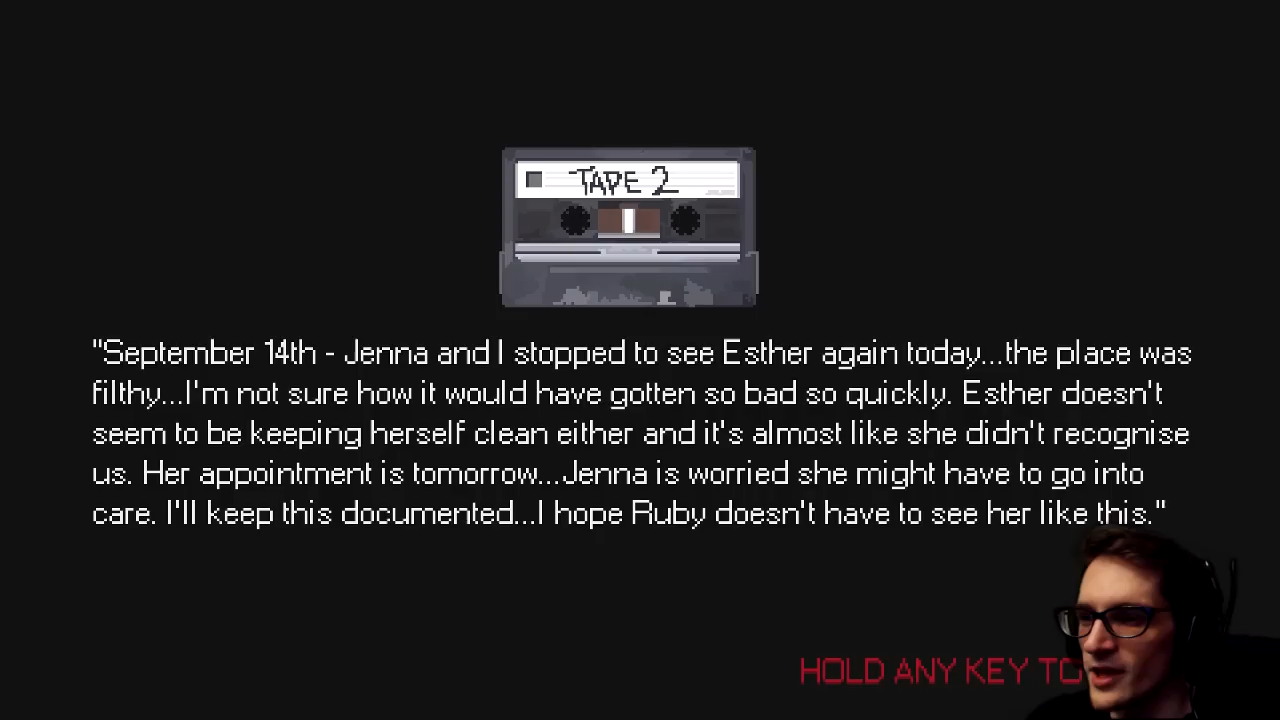 TAPE 2
"September 14th - Jenna and I stopped to see Esther again today...the place was
filthy...I'm not sure how it would have gotten so bad so quickly. Esther doesn't
seem to be keeping herself clean either and it's almost like she didn't recognise
us. Her appointment is tomorrow...Jenna is worried she might have to go into
care. I'll keep this documented...I hope Ruby doesn't have to see her like this."
HOLD ANY KEY TO